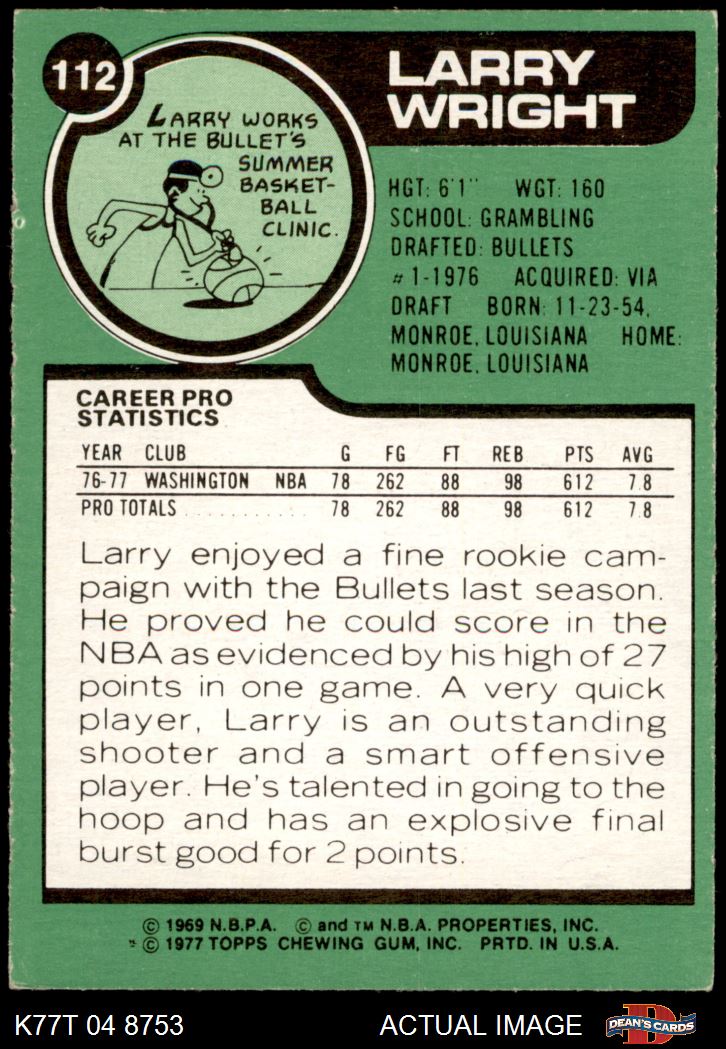 112
LARRY
WRIGHT
LARRY WORKS
AT THE BULLET'S
SUMMER
BASKET-
BALL
CLINIC.
HGT: 6'1" WGT: 160
SCHOOL: GRAMBLING
DRAFTED: BULLETS
#1-1976 ACQUIRED: VIA
DRAFT BORN: 11-23-54,
MONROE, LOUISIANA HOME:
MONROE, LOUISIANA
CAREER PRO
STATISTICS
YEAR CLUB G FG FT REB PTS AVG
76-77 WASHINGTON NBA 78 262 88 98 612 7.8
PRO TOTALS . . . . . . . . . . . 78 262 88 98 612 7.8
Larry enjoyed a fine rookie cam-
paign with the Bullets last season.
He proved he could score in the
NBA as evidenced by his high of 27
points in one game. A very quick
player, Larry is an outstanding
shooter and a smart offensive
player. He's talented in going to the
hoop and has an explosive final
burst good for 2 points.
© 1969 N.B.P.A. © and TM N.B.A. PROPERTIES, INC.
** © 1977 TOPPS CHEWING GUM, INC. PRTD. IN U.S.A.
K77T 04 8753 ACTUAL IMAGE
D
DEAN'S CARDS